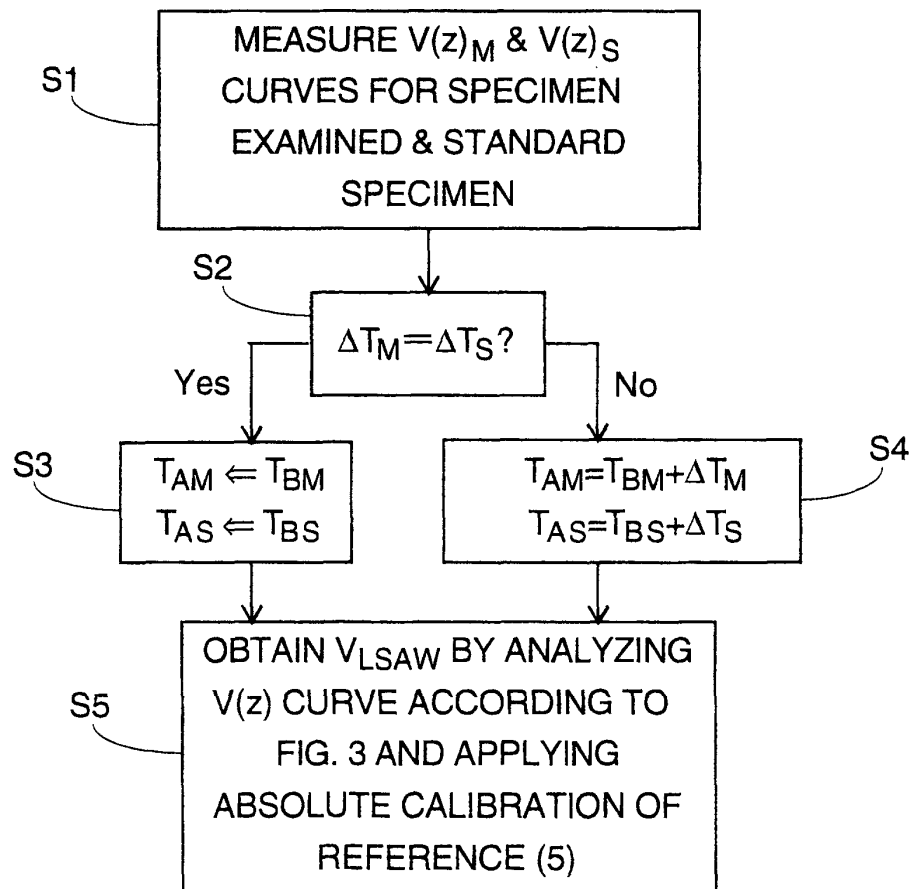 S1
MEASURE V(z)M & V(z)S
CURVES FOR SPECIMEN
EXAMINED & STANDARD
SPECIMEN
S2
ΔTM=ΔTS?
Yes
No
S3
TAM ⇐ TBM
TAS ⇐ TBS
TAM=TBM+ΔTM
TAS=TBS+ΔTS
S4
S5
OBTAIN VLSAW BY ANALYZING
V(z) CURVE ACCORDING TO
FIG. 3 AND APPLYING
ABSOLUTE CALIBRATION OF
REFERENCE (5)